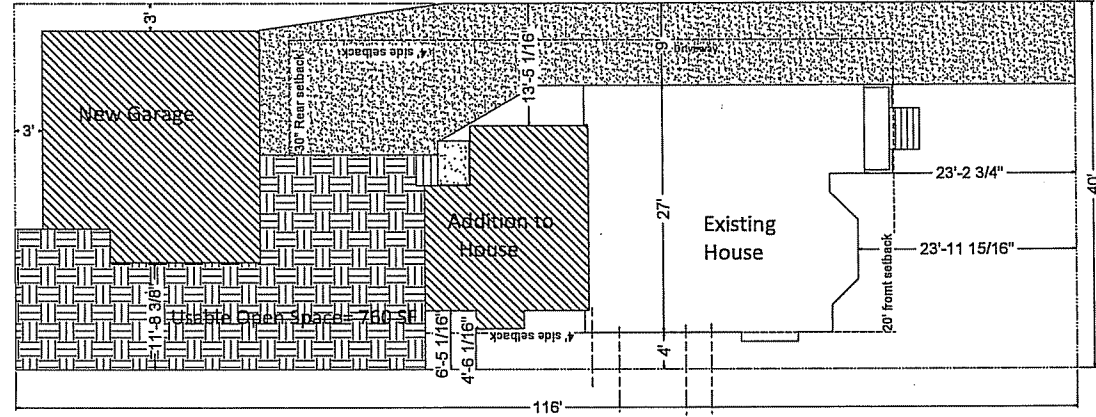 3'
New Garage
3'
30" Rear setback
4' side setback
13'-5 1/16"
9'
Driveway
27'
23'-2 3/4"
40'
Addition to
House
Existing
House
23'-11 15/16"
20' fromt setback
11'-8 3/8"
Usable Open Space= 760 SF
6'-5 1/16"
4'-6 1/16"
4' side selback
4'
116'